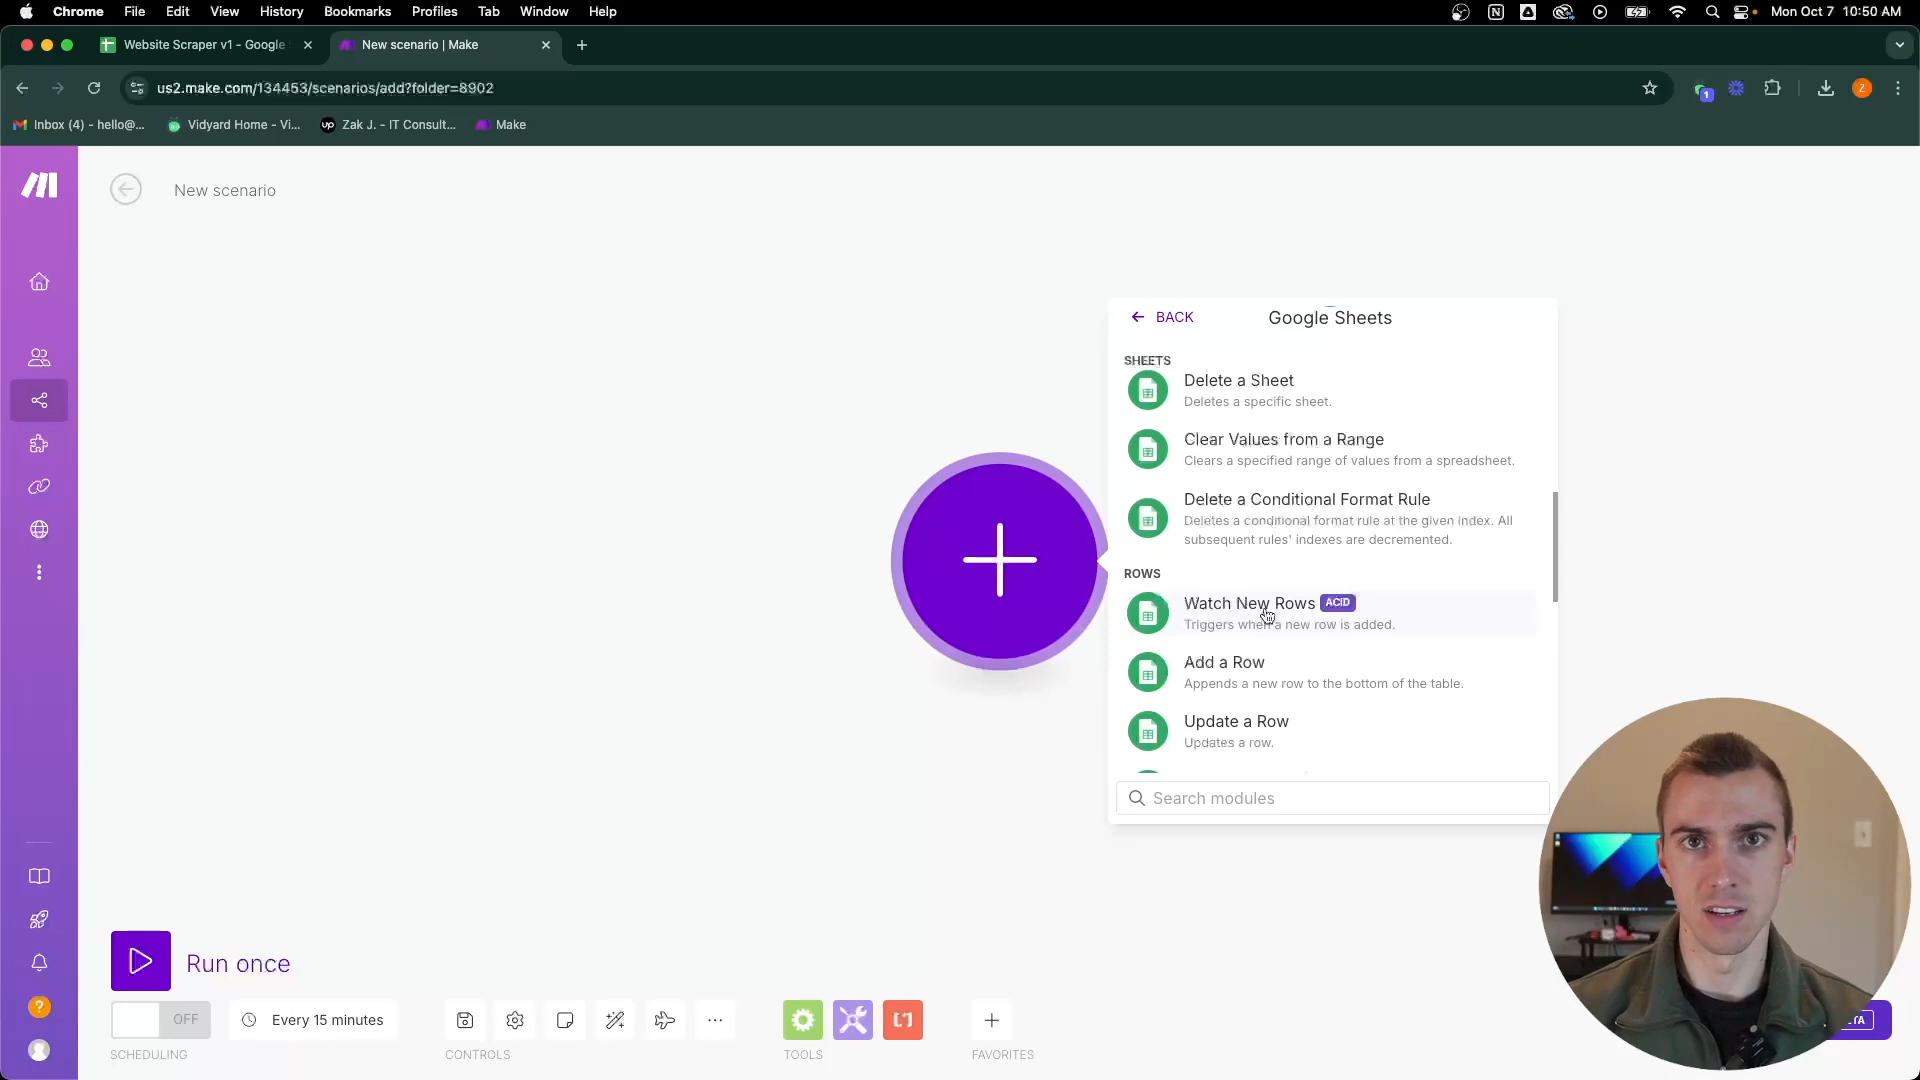 Chrome File Edit View History Bookmarks Profiles Tab Window Help Mon Oct 7 10:50 AM
Website Scraper v1 - Google
New scenario | Make
us2.make.com/134453/scenarios/add?folder=8902
1
Z
Inbox (4) - hello@...
Vidyard Home - Vi...
up Zak J. - IT Consult...
Make
New scenario
BACK
Google Sheets
SHEETS
Delete a Sheet
Deletes a specific sheet.
Clear Values from a Range
Clears a specified range of values from a spreadsheet.
Delete a Conditional Format Rule
Deletes a conditional format rule at the given index. All
subsequent rules' indexes are decremented.
ROWS
Watch New Rows ACID
Triggers when a new row is added.
Add a Row
Appends a new row to the bottom of the table.
Update a Row
Updates a row.
Search modules
Run once
OFF
Every 15 minutes
SCHEDULING
CONTROLS
TOOLS
FAVORITES
?